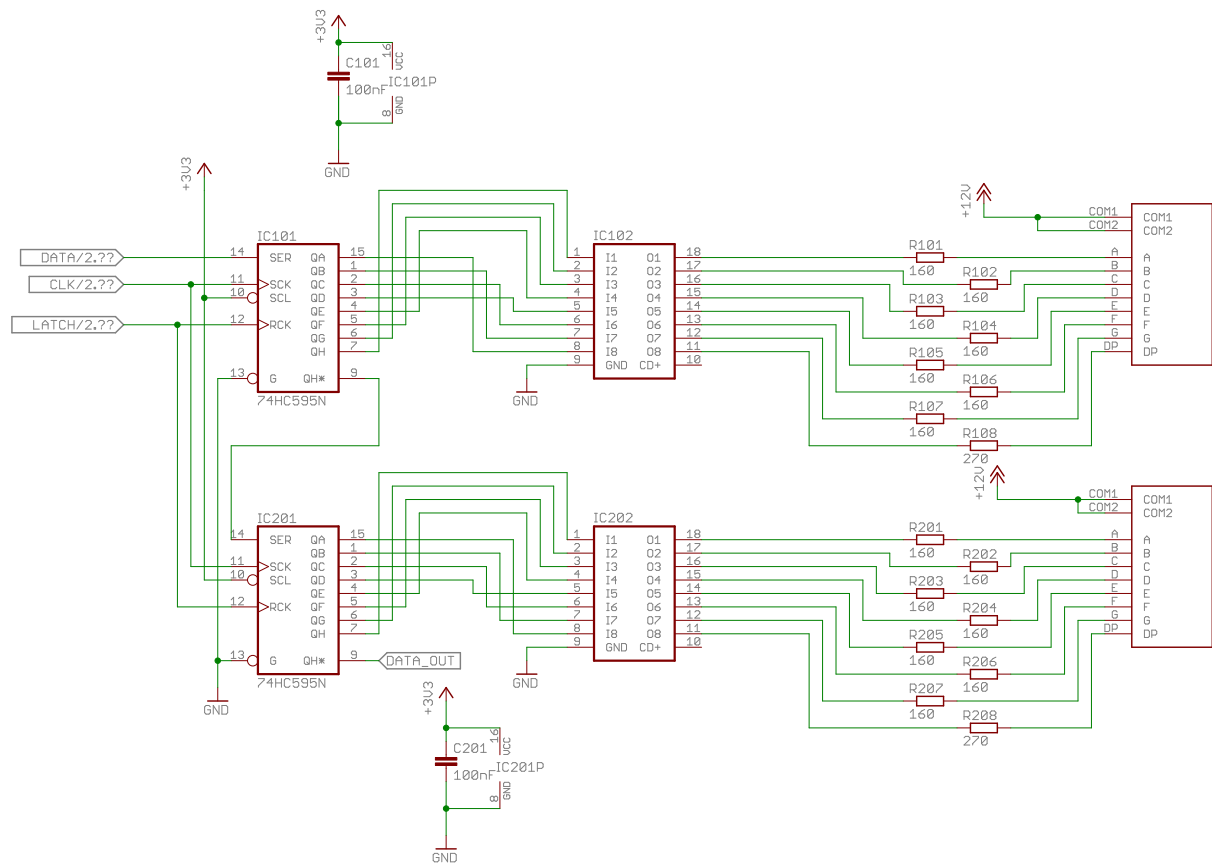 +3V3
16
VCC
C101
100nF
IC101P
8
GND
GND
+3V3
DATA/2.??
CLK/2.??
LATCH/2.??
IC101
14 SER QA 15
QB 1
11 SCK QC 2
10 SCL QD 3
QE 4
12 RCK QF 5
QG 6
QH 7
13 G QH* 9
74HC595N
IC102
1 I1 O1 18
2 I2 O2 17
3 I3 O3 16
4 I4 O4 15
5 I5 O5 14
6 I6 O6 13
7 I7 O7 12
8 I8 O8 11
9 GND CD+ 10
GND
R101
160
R102
160
R103
160
R104
160
R105
160
R106
160
R107
160
R108
270
+12V
COM1 COM1
COM2 COM2
A A
B B
C C
D D
E E
F F
G G
DP DP
IC201
14 SER QA 15
QB 1
11 SCK QC 2
10 SCL QD 3
QE 4
12 RCK QF 5
QG 6
QH 7
13 G QH* 9
74HC595N
DATA_OUT
GND
IC202
1 I1 O1 18
2 I2 O2 17
3 I3 O3 16
4 I4 O4 15
5 I5 O5 14
6 I6 O6 13
7 I7 O7 12
8 I8 O8 11
9 GND CD+ 10
GND
R201
160
R202
160
R203
160
R204
160
R205
160
R206
160
R207
160
R208
270
+12V
COM1 COM1
COM2 COM2
A A
B B
C C
D D
E E
F F
G G
DP DP
+3V3
16
VCC
C201
100nF
IC201P
8
GND
GND